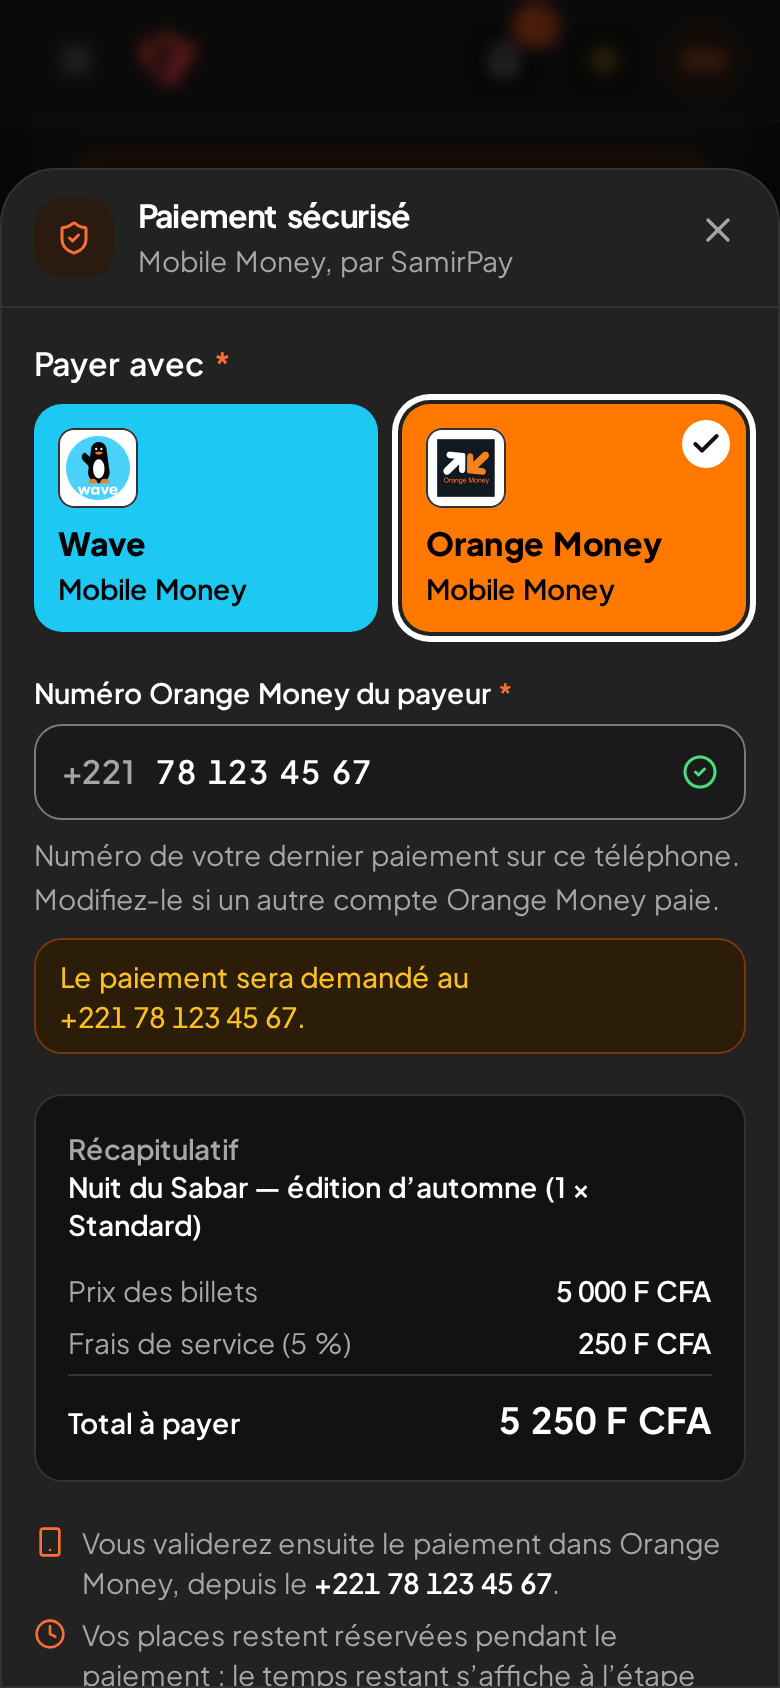 Paiement sécurisé
Mobile Money, par SamirPay
Payer avec *
wave
Wave
Mobile Money
Orange Money
Orange Money
Mobile Money
Numéro Orange Money du payeur *
+221 78 123 45 67
Numéro de votre dernier paiement sur ce téléphone.
Modifiez-le si un autre compte Orange Money paie.
Le paiement sera demandé au
+221 78 123 45 67.
Récapitulatif
Nuit du Sabar — édition d’automne (1 ×
Standard)
Prix des billets 5 000 F CFA
Frais de service (5 %) 250 F CFA
Total à payer 5 250 F CFA
Vous validerez ensuite le paiement dans Orange
Money, depuis le +221 78 123 45 67.
Vos places restent réservées pendant le
paiement : le temps restant s’affiche à l’étape